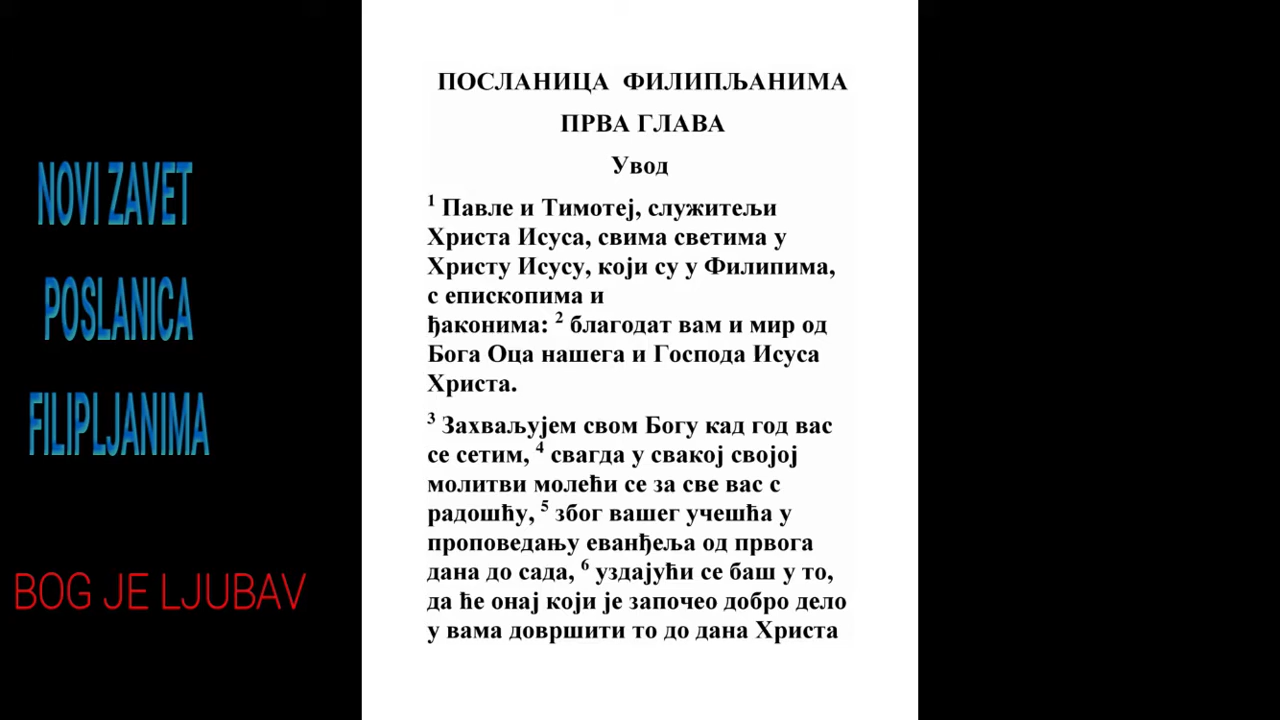 NOVI ZAVET
POSLANICA
FILIPLJANIMA
BOG JE LJUBAV
ПОСЛАНИЦА ФИЛИПЉАНИМА
ПРВА ГЛАВА
Увод
1 Павле и Тимотеј, служитељи
Христа Исуса, свима светима у
Христу Исусу, који су у Филипима,
с епископима и
ђаконима: 2 благодат вам и мир од
Бога Оца нашега и Господа Исуса
Христа.
3 Захваљујем свом Богу кад год вас
се сетим, 4 свагда у свакој својој
молитви молећи се за све вас с
радошћу, 5 због вашег учешћа у
проповедању еванђеља од првога
дана до сада, 6 уздајући се баш у то,
да ће онај који је започео добро дело
у вама довршити то до дана Христа